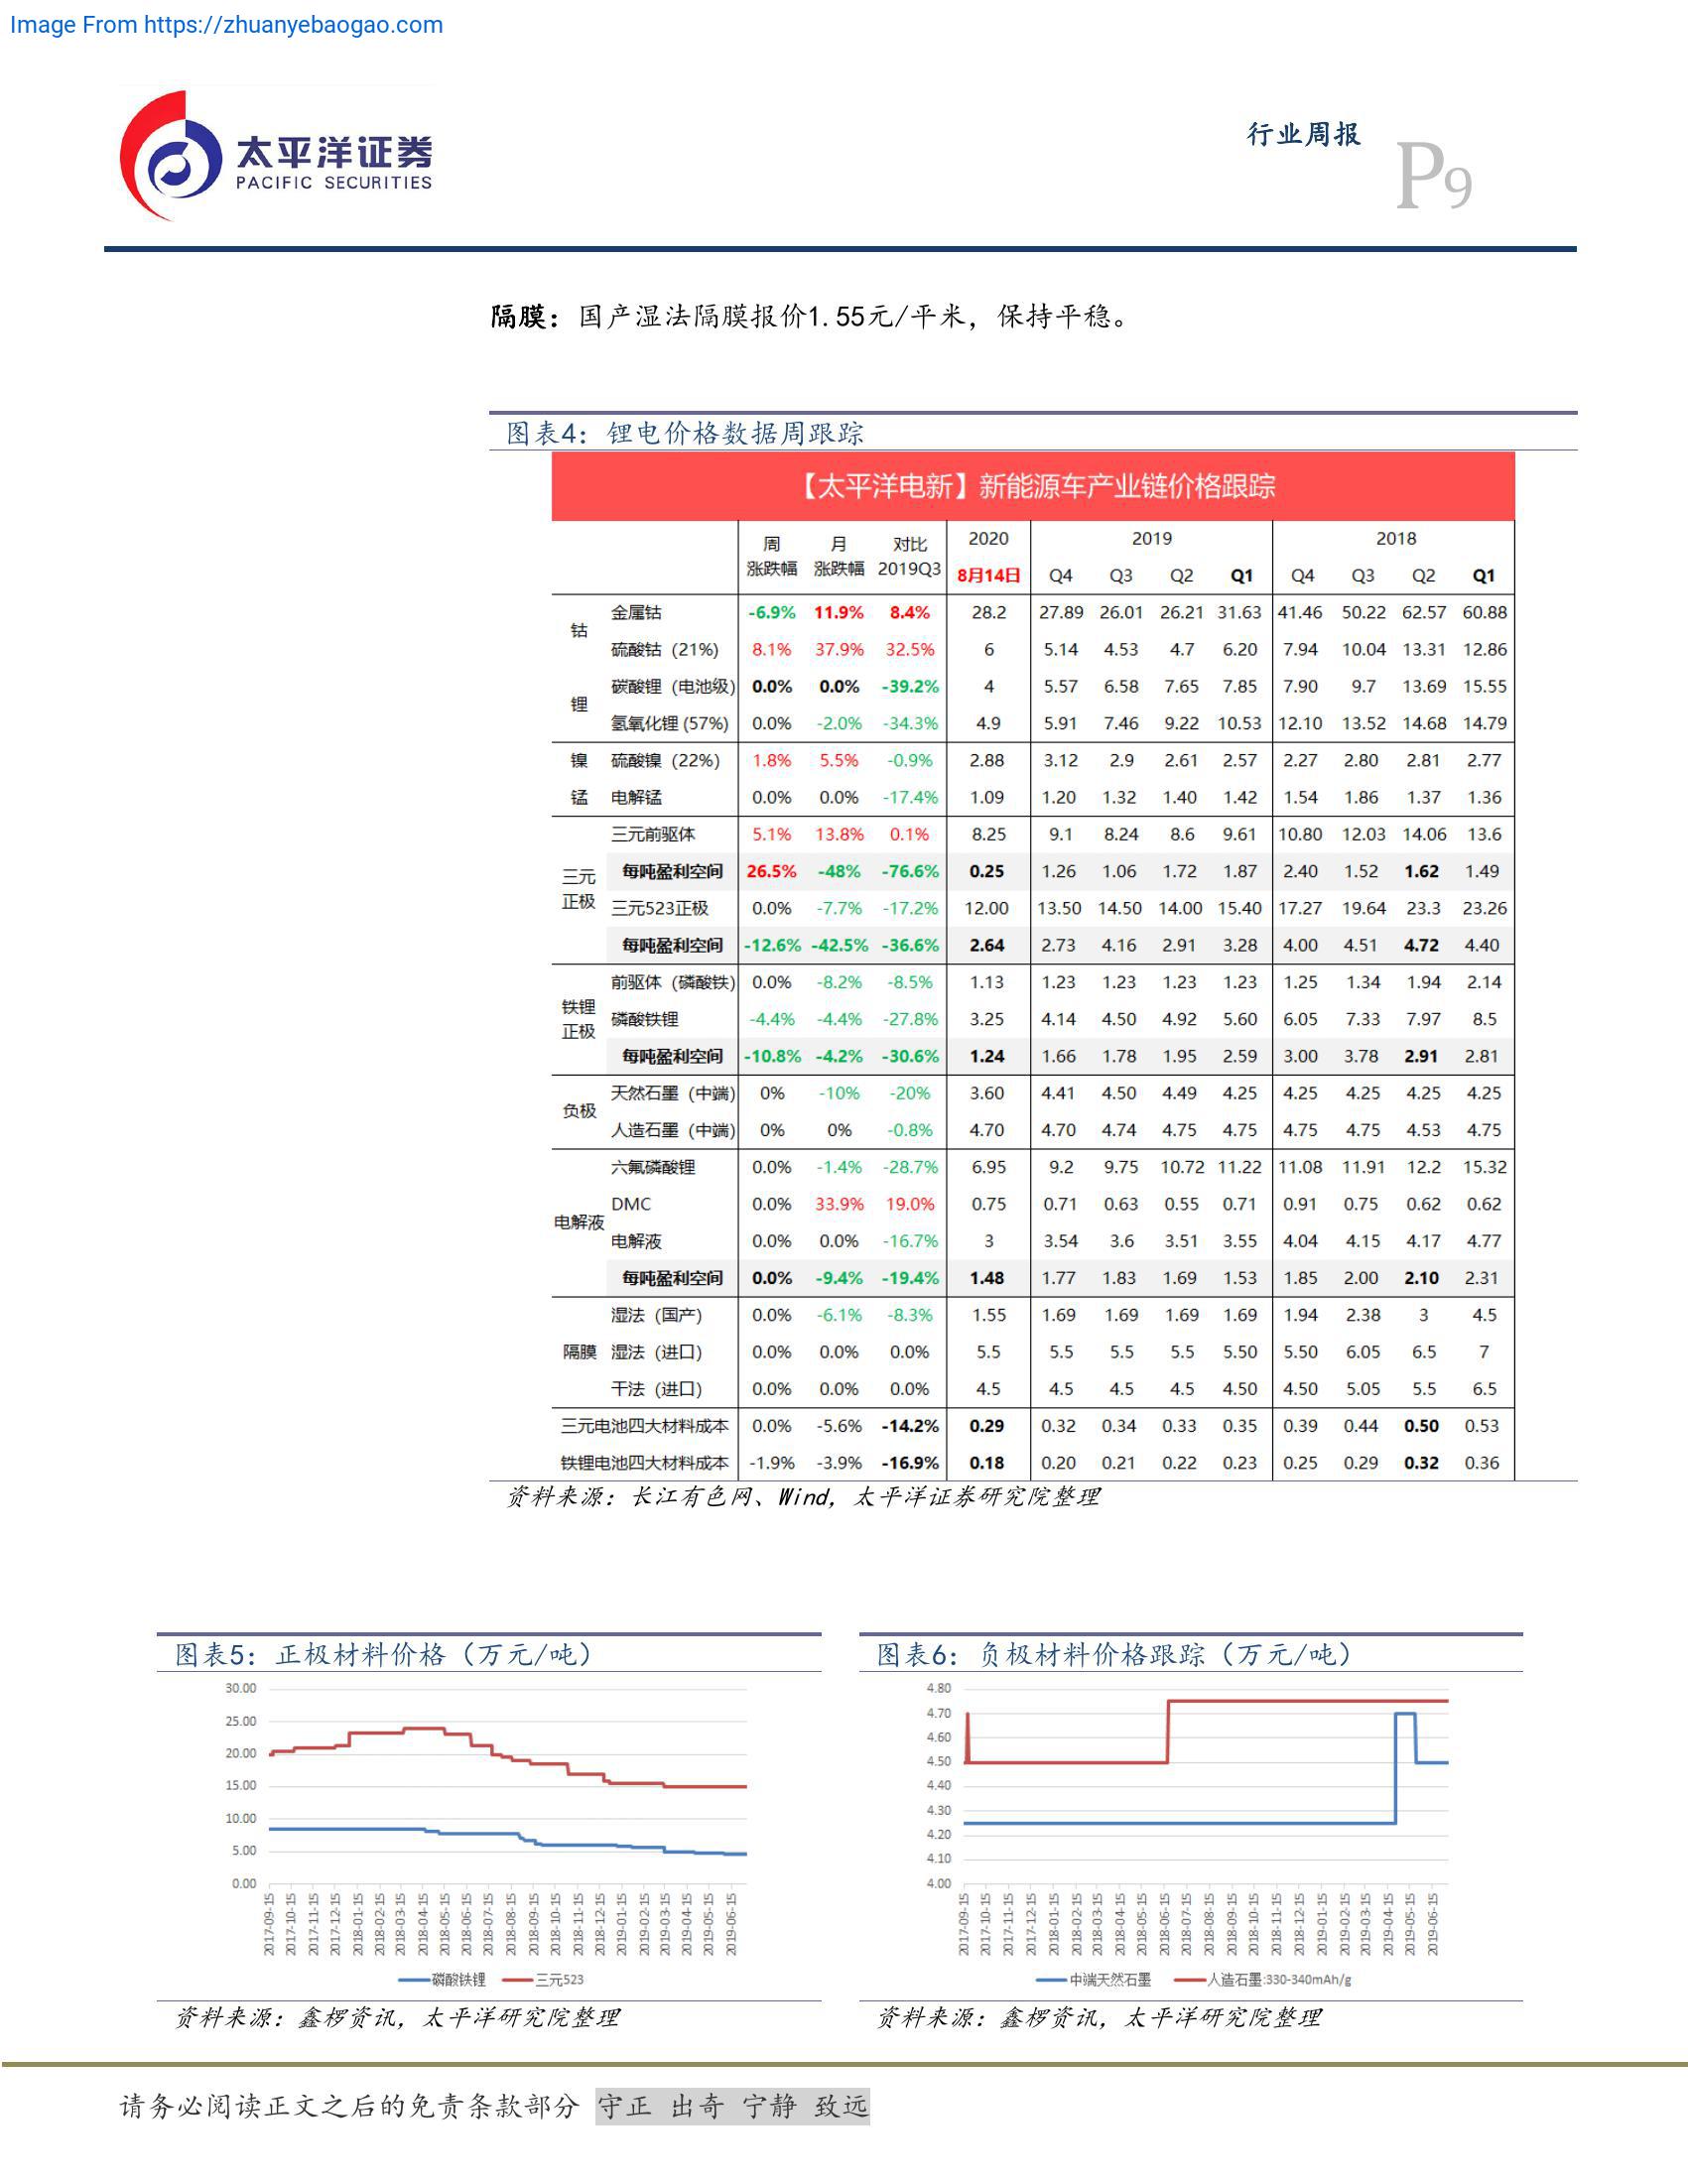 Image From https://zhuanyebaogao.com
太平洋证券
PACIFIC SECURITIES
行业周报
P9
隔膜：国产湿法隔膜报价1.55元/平米，保持平稳。
图表4：锂电价格数据周跟踪
【太平洋电新】新能源车产业链价格跟踪
周涨跌幅 月涨跌幅 对比2019Q3 2020 2019 2018
8月14日 Q4 Q3 Q2 Q1 Q4 Q3 Q2 Q1
钴 金属钴 -6.9% 11.9% 8.4% 28.2 27.89 26.01 26.21 31.63 41.46 50.22 62.57 60.88
硫酸钴（21%） 8.1% 37.9% 32.5% 6 5.14 4.53 4.7 6.20 7.94 10.04 13.31 12.86
锂 碳酸锂（电池级） 0.0% 0.0% -39.2% 4 5.57 6.58 7.65 7.85 7.90 9.7 13.69 15.55
氢氧化锂 (57%) 0.0% -2.0% -34.3% 4.9 5.91 7.46 9.22 10.53 12.10 13.52 14.68 14.79
镍 硫酸镍（22%） 1.8% 5.5% -0.9% 2.88 3.12 2.9 2.61 2.57 2.27 2.80 2.81 2.77
锰 电解锰 0.0% 0.0% -17.4% 1.09 1.20 1.32 1.40 1.42 1.54 1.86 1.37 1.36
三元正极 三元前驱体 5.1% 13.8% 0.1% 8.25 9.1 8.24 8.6 9.61 10.80 12.03 14.06 13.6
每吨盈利空间 26.5% -48% -76.6% 0.25 1.26 1.06 1.72 1.87 2.40 1.52 1.62 1.49
三元523正极 0.0% -7.7% -17.2% 12.00 13.50 14.50 14.00 15.40 17.27 19.64 23.3 23.26
每吨盈利空间 -12.6% -42.5% -36.6% 2.64 2.73 4.16 2.91 3.28 4.00 4.51 4.72 4.40
铁锂正极 前驱体（磷酸铁） 0.0% -8.2% -8.5% 1.13 1.23 1.23 1.23 1.23 1.25 1.34 1.94 2.14
磷酸铁锂 -4.4% -4.4% -27.8% 3.25 4.14 4.50 4.92 5.60 6.05 7.33 7.97 8.5
每吨盈利空间 -10.8% -4.2% -30.6% 1.24 1.66 1.78 1.95 2.59 3.00 3.78 2.91 2.81
负极 天然石墨（中端） 0% -10% -20% 3.60 4.41 4.50 4.49 4.25 4.25 4.25 4.25 4.25
人造石墨（中端） 0% 0% -0.8% 4.70 4.70 4.74 4.75 4.75 4.75 4.75 4.53 4.75
电解液 六氟磷酸锂 0.0% -1.4% -28.7% 6.95 9.2 9.75 10.72 11.22 11.08 11.91 12.2 15.32
DMC 0.0% 33.9% 19.0% 0.75 0.71 0.63 0.55 0.71 0.91 0.75 0.62 0.62
电解液 0.0% 0.0% -16.7% 3 3.54 3.6 3.51 3.55 4.04 4.15 4.17 4.77
每吨盈利空间 0.0% -9.4% -19.4% 1.48 1.77 1.83 1.69 1.53 1.85 2.00 2.10 2.31
隔膜 湿法（国产） 0.0% -6.1% -8.3% 1.55 1.69 1.69 1.69 1.69 1.94 2.38 3 4.5
湿法（进口） 0.0% 0.0% 0.0% 5.5 5.5 5.5 5.5 5.50 5.50 6.05 6.5 7
干法（进口） 0.0% 0.0% 0.0% 4.5 4.5 4.5 4.5 4.50 4.50 5.05 5.5 6.5
三元电池四大材料成本 0.0% -5.6% -14.2% 0.29 0.32 0.34 0.33 0.35 0.39 0.44 0.50 0.53
铁锂电池四大材料成本 -1.9% -3.9% -16.9% 0.18 0.20 0.21 0.22 0.23 0.25 0.29 0.32 0.36
资料来源：长江有色网、Wind，太平洋证券研究院整理
图表5：正极材料价格（万元/吨）
30.00
25.00
20.00
15.00
10.00
5.00
0.00
2017-09-15 2017-10-15 2017-11-15 2017-12-15 2018-01-15 2018-02-15 2018-03-15 2018-04-15 2018-05-15 2018-06-15 2018-07-15 2018-08-15 2018-09-15 2018-10-15 2018-11-15 2018-12-15 2019-01-15 2019-02-15 2019-03-15 2019-04-15 2019-05-15 2019-06-15
磷酸铁锂 三元523
资料来源：鑫椤资讯，太平洋研究院整理
图表6：负极材料价格跟踪（万元/吨）
4.80
4.70
4.60
4.50
4.40
4.30
4.20
4.10
4.00
2017-09-15 2017-10-15 2017-11-15 2017-12-15 2018-01-15 2018-02-15 2018-03-15 2018-04-15 2018-05-15 2018-06-15 2018-07-15 2018-08-15 2018-09-15 2018-10-15 2018-11-15 2018-12-15 2019-01-15 2019-02-15 2019-03-15 2019-04-15 2019-05-15 2019-06-15
中端天然石墨 人造石墨:330-340mAh/g
资料来源：鑫椤资讯，太平洋研究院整理
请务必阅读正文之后的免责条款部分 守正 出奇 宁静 致远